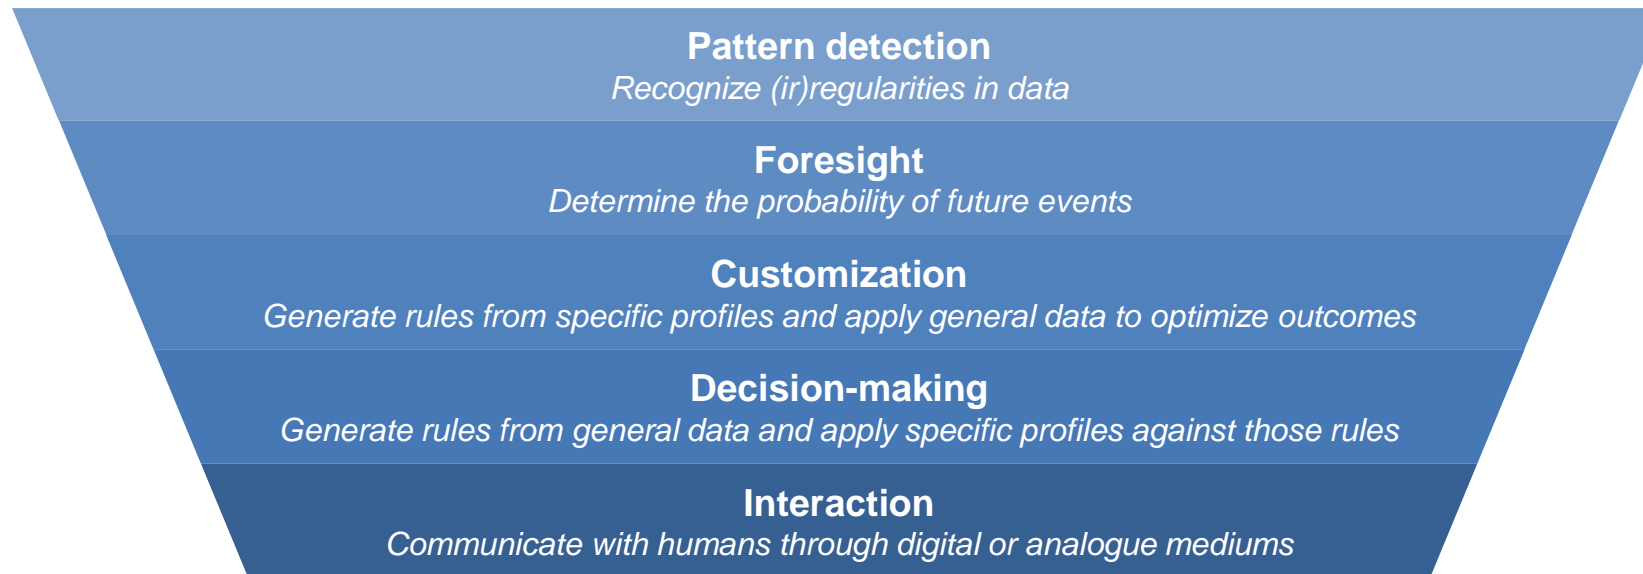 Pattern detection
Recognize (ir)regularities in data
Foresight
Determine the probability of future events
Customization
Generate rules from specific profiles and apply general data to optimize outcomes
Decision-making
Generate rules from general data and apply specific profiles against those rules
Interaction
Communicate with humans through digital or analogue mediums